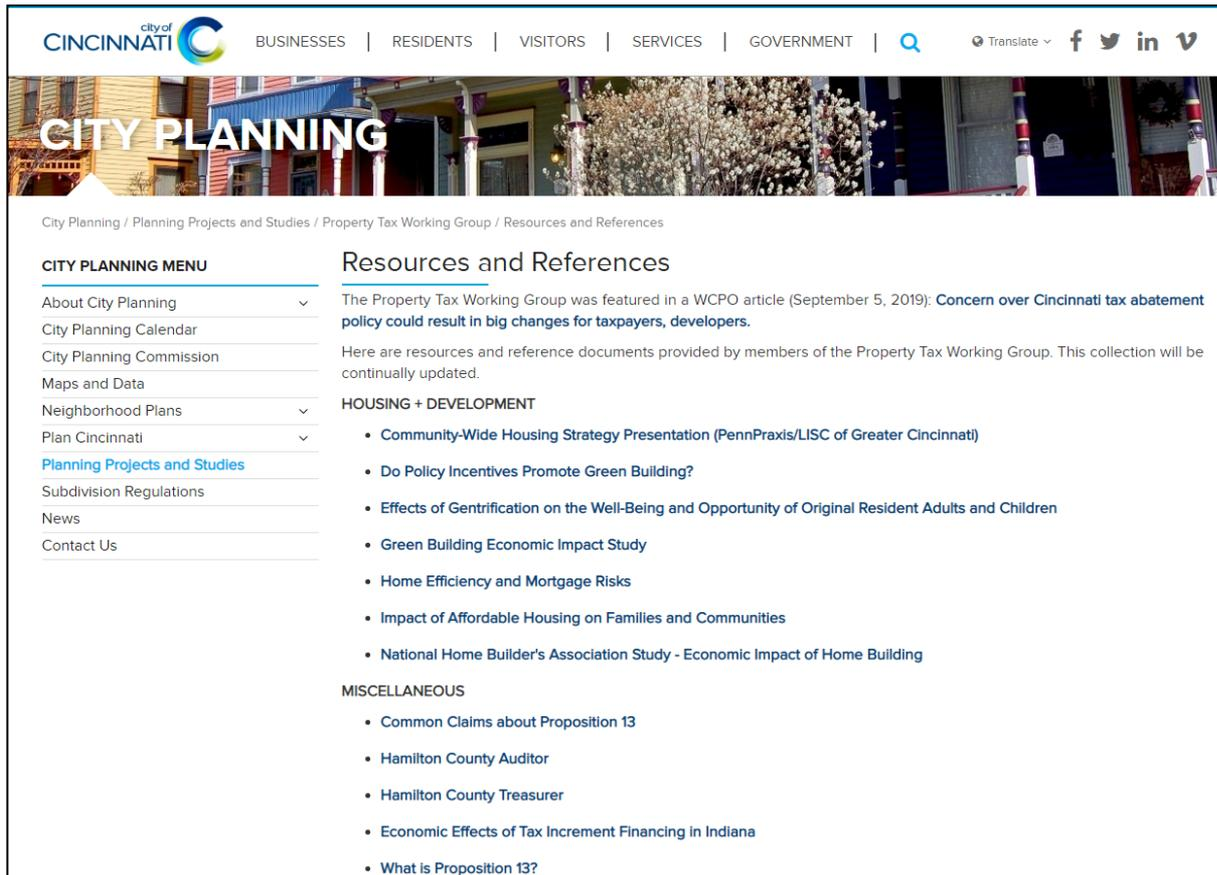 city of
CINCINNATI
BUSINESSES | RESIDENTS | VISITORS | SERVICES | GOVERNMENT |
Translate
CITY PLANNING
City Planning / Planning Projects and Studies / Property Tax Working Group / Resources and References
CITY PLANNING MENU
About City Planning
City Planning Calendar
City Planning Commission
Maps and Data
Neighborhood Plans
Plan Cincinnati
Planning Projects and Studies
Subdivision Regulations
News
Contact Us
Resources and References
The Property Tax Working Group was featured in a WCPO article (September 5, 2019): Concern over Cincinnati tax abatement
policy could result in big changes for taxpayers, developers.
Here are resources and reference documents provided by members of the Property Tax Working Group. This collection will be
continually updated.
HOUSING + DEVELOPMENT
• Community-Wide Housing Strategy Presentation (PennPraxis/LISC of Greater Cincinnati)
• Do Policy Incentives Promote Green Building?
• Effects of Gentrification on the Well-Being and Opportunity of Original Resident Adults and Children
• Green Building Economic Impact Study
• Home Efficiency and Mortgage Risks
• Impact of Affordable Housing on Families and Communities
• National Home Builder's Association Study - Economic Impact of Home Building
MISCELLANEOUS
• Common Claims about Proposition 13
• Hamilton County Auditor
• Hamilton County Treasurer
• Economic Effects of Tax Increment Financing in Indiana
• What is Proposition 13?